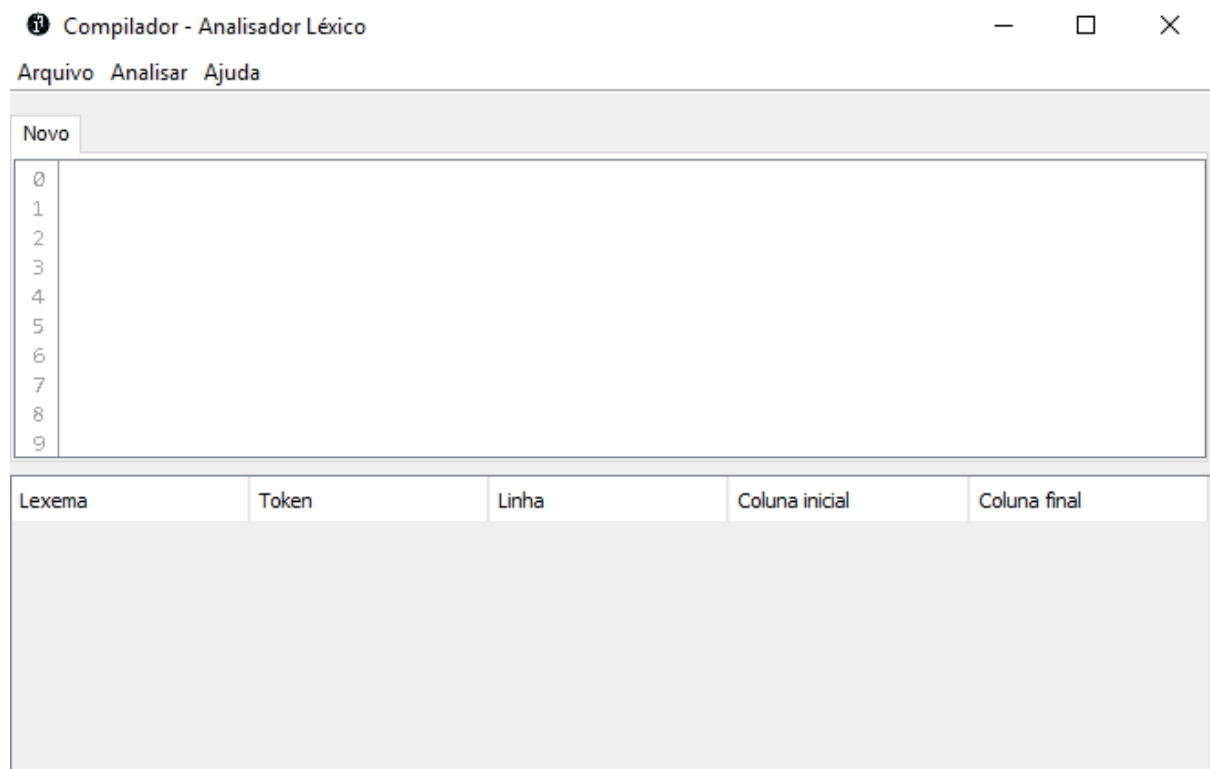 Compilador - Analisador Léxico
Arquivo Analisar Ajuda
Novo
0
1
2
3
4
5
6
7
8
9
Lexema Token Linha Coluna inicial Coluna final